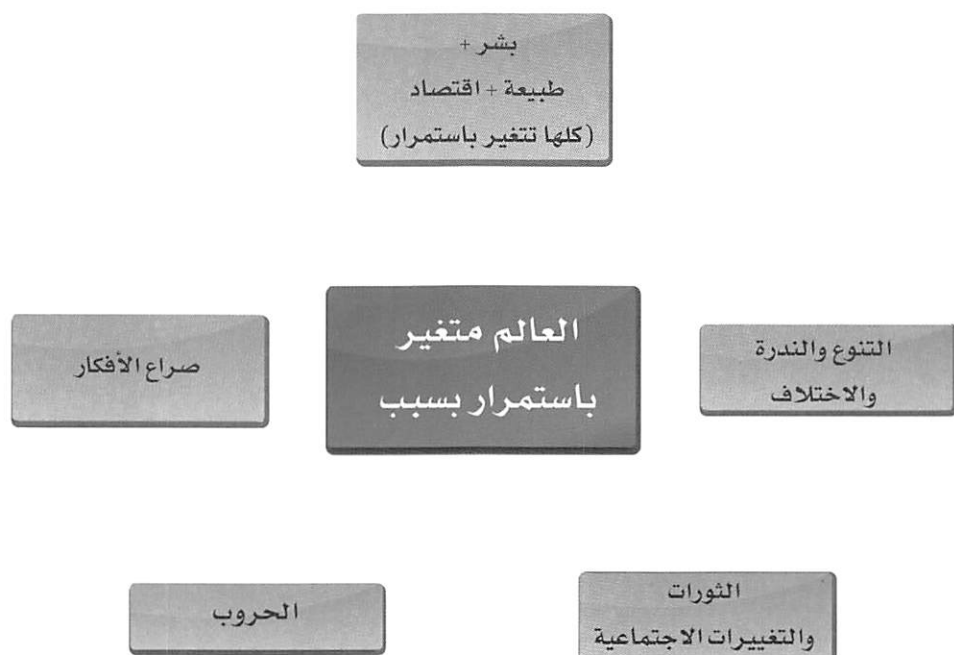 بشر +
طبيعة + اقتصاد
(كلها تتغير باستمرار)
العالم متغير
باستمرار بسبب
التنوع والندرة
والاختلاف
صراع الأفكار
الثورات
والتغييرات الاجتماعية
الحروب